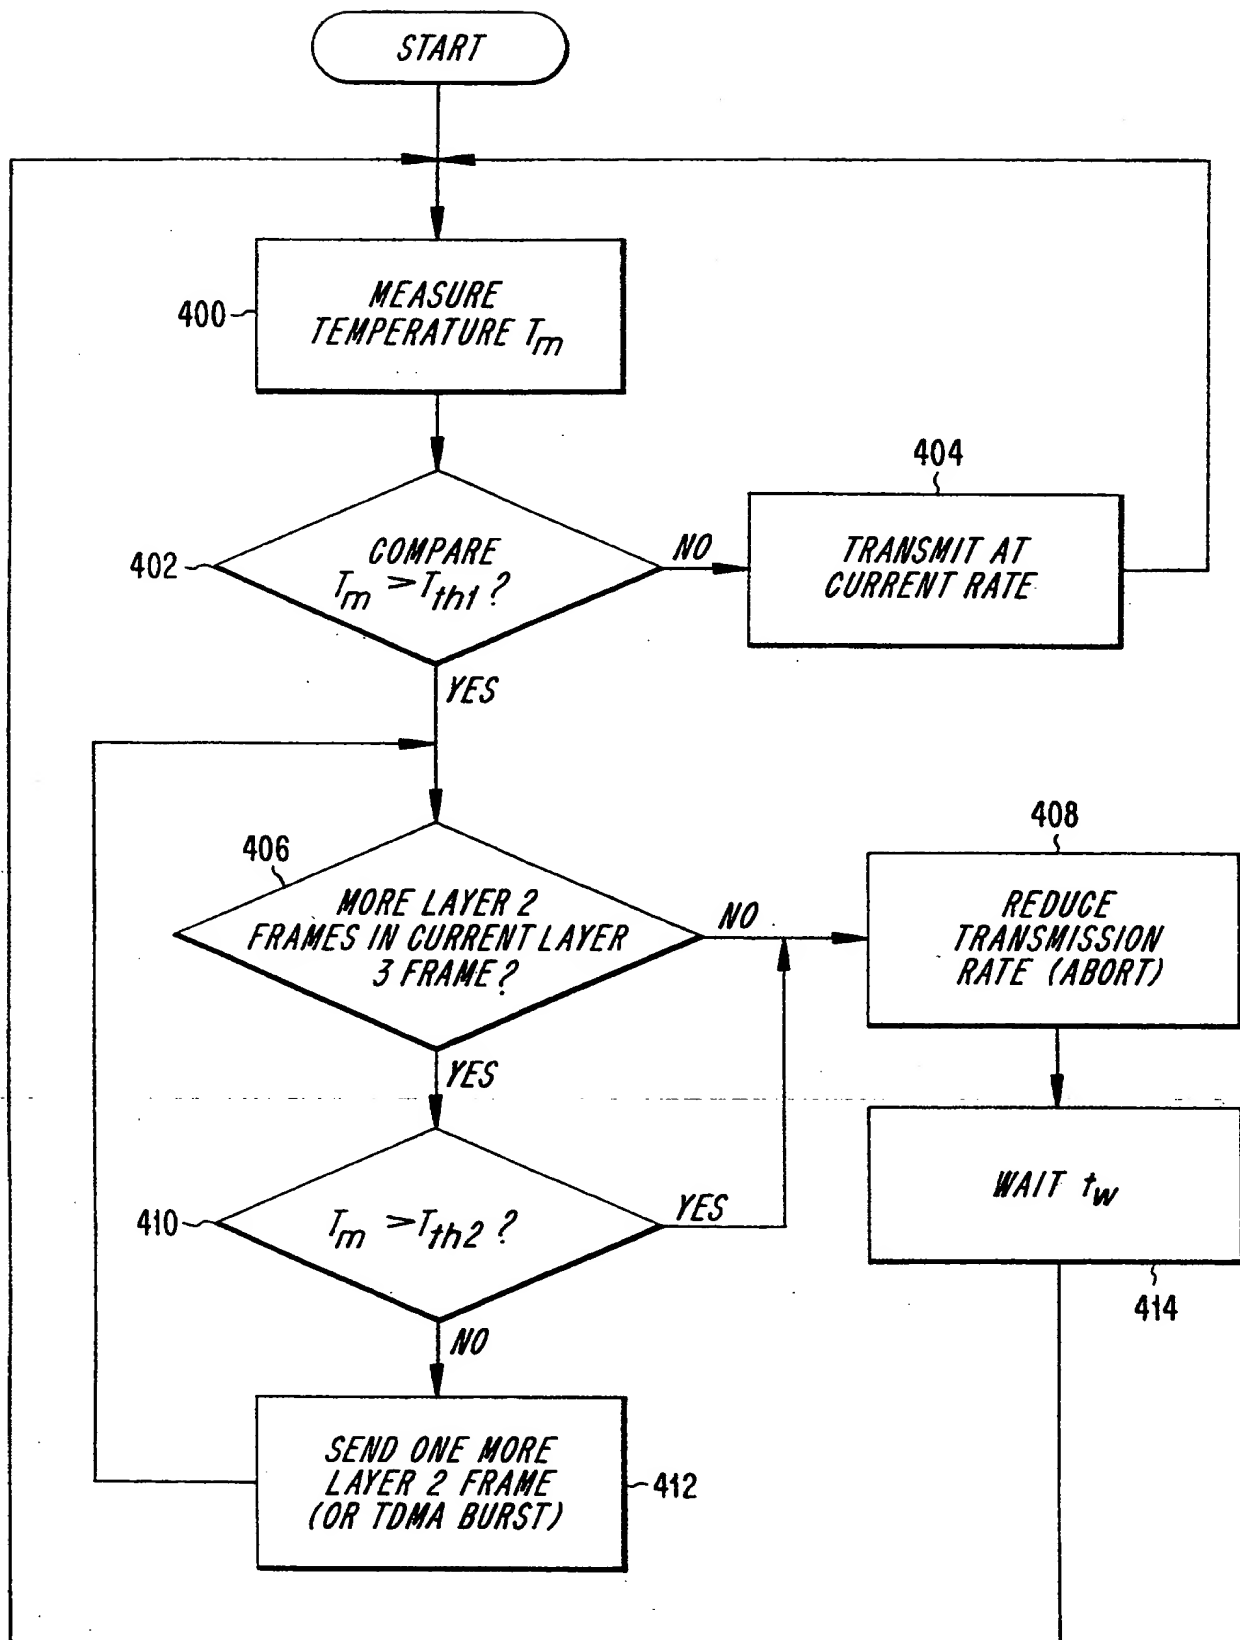 START
MEASURE
TEMPERATURE Tm
400
COMPARE
Tm > Tth1 ?
402
NO
404
TRANSMIT AT
CURRENT RATE
YES
406
MORE LAYER 2
FRAMES IN CURRENT LAYER
3 FRAME ?
NO
408
REDUCE
TRANSMISSION
RATE (ABORT)
YES
410
Tm > Tth2 ?
YES
WAIT tw
414
NO
SEND ONE MORE
LAYER 2 FRAME
(OR TDMA BURST)
412